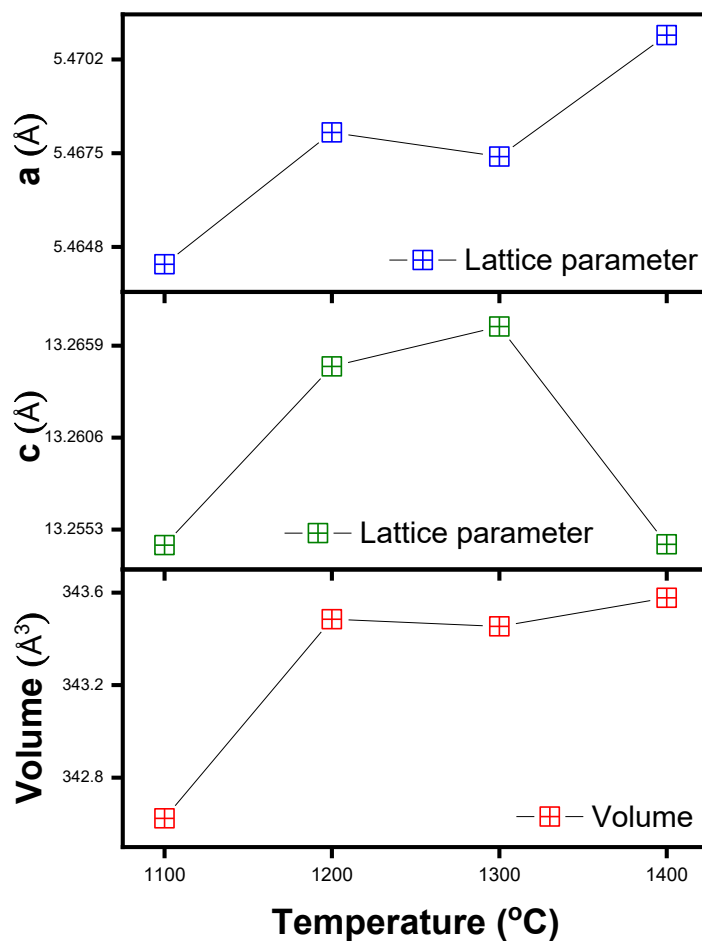 5.4702
5.4675
5.4648
a (Å)
Lattice parameter
13.2659
13.2606
13.2553
c (Å)
Lattice parameter
343.6
343.2
342.8
Volume (Å³)
Volume
1100 1200 1300 1400
Temperature (ᵒC)